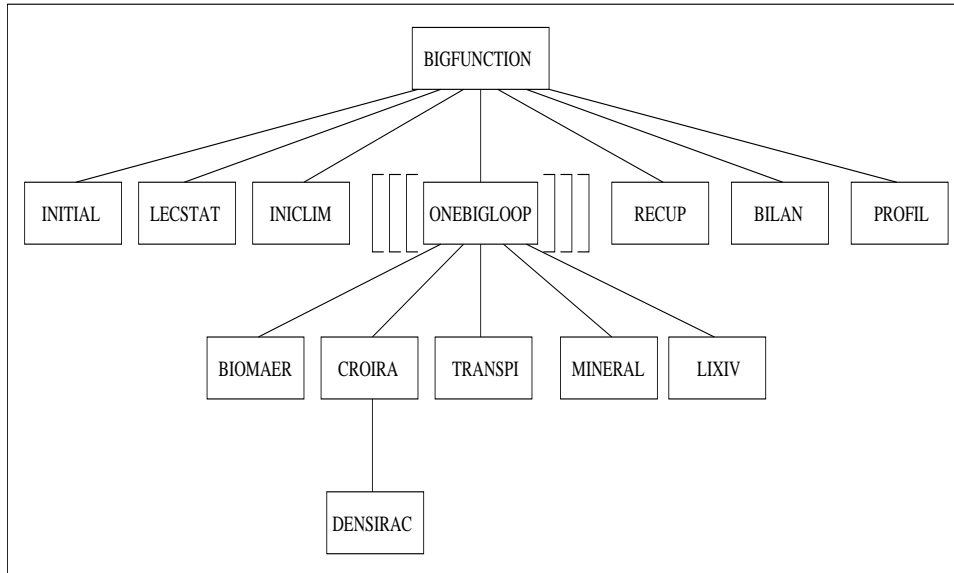 BIGFUNCTION
INITIAL LECSTAT INICLIM ONEBIGLOOP RECUP BILAN PROFIL
BIOMAER CROIRA TRANSPI MINERAL LIXIV
DENSIRAC